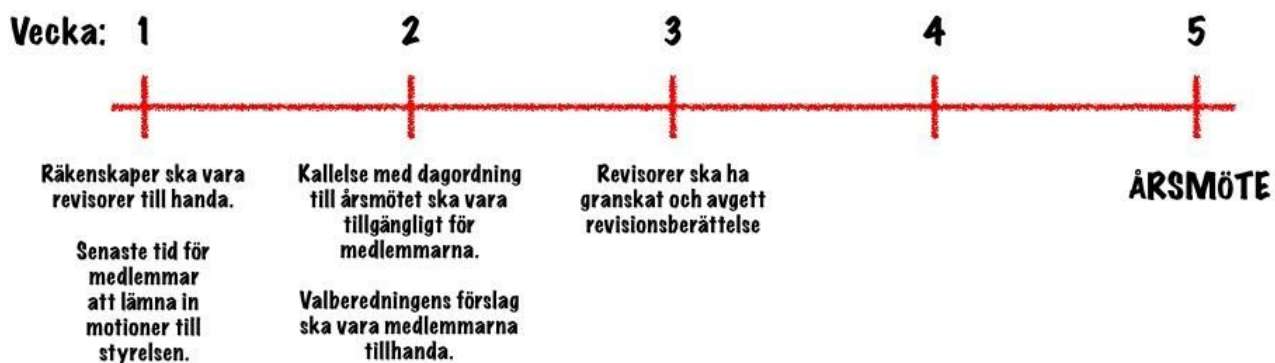 Vecka: 1 2 3 4 5
Räkenskaper ska vara
revisorer till handa.
Senaste tid för
medlemmar
att lämna in
motioner till
styrelsen.
Kallelse med dagordning
till årsmötet ska vara
tillgängligt för
medlemmarna.
Valberedningens förslag
ska vara medlemmarna
tillhanda.
Revisorer ska ha
granskat och avgett
revisionsberättelse
ÅRSMÖTE